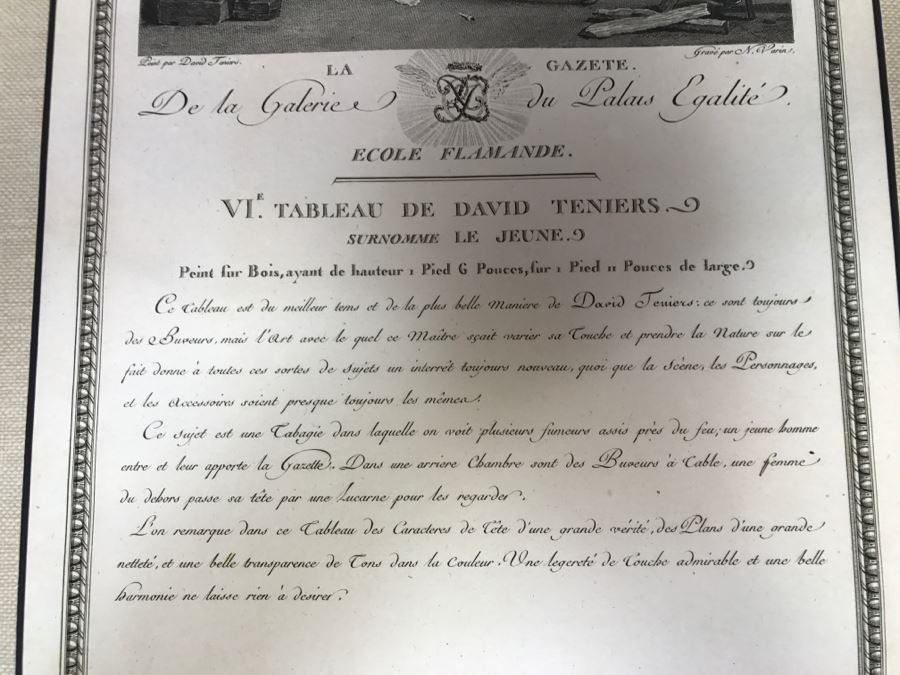 Peint par David Teniers.
Gravé par N. Varin.
LA GAZETE.
De la Galerie du Palais Egalité.
ECOLE FLAMANDE.
VI.E TABLEAU DE DAVID TENIERS
SURNOMME LE JEUNE.
Peint sur Bois, ayant de hauteur 1 Pied 6 Pouces, sur 1 Pied 11 Pouces de large.
Ce Tableau est du meilleur tems et de la plus belle maniere de David Teniers: ce sont toujours
des Buveurs, mais l'Art avec le quel ce Maître sçait varier sa Touche et prendre la Nature sur le
fait donne à toutes ces sortes de Sujets un interrêt toujours nouveau, quoi que la Scène, les Personnages,
et les Accessoires soient presque toujours les mêmes.
Ce sujet est une Tabagie dans laquelle on voit plusieurs fumeurs assis près du feu; un jeune homme
entre et leur apporte la Gazette. Dans une arriere Chambre sont des Buveurs à Table, une femme
du dehors passe sa tête par une Lucarne pour les regarder.
L'on remarque dans ce Tableau des Caracteres de Tête d'une grande vérité, des Plans d'une grande
netteté, et une belle transparence de Tons dans la Couleur. Une legereté de Touche admirable et une belle
harmonie ne laisse rien à desirer.